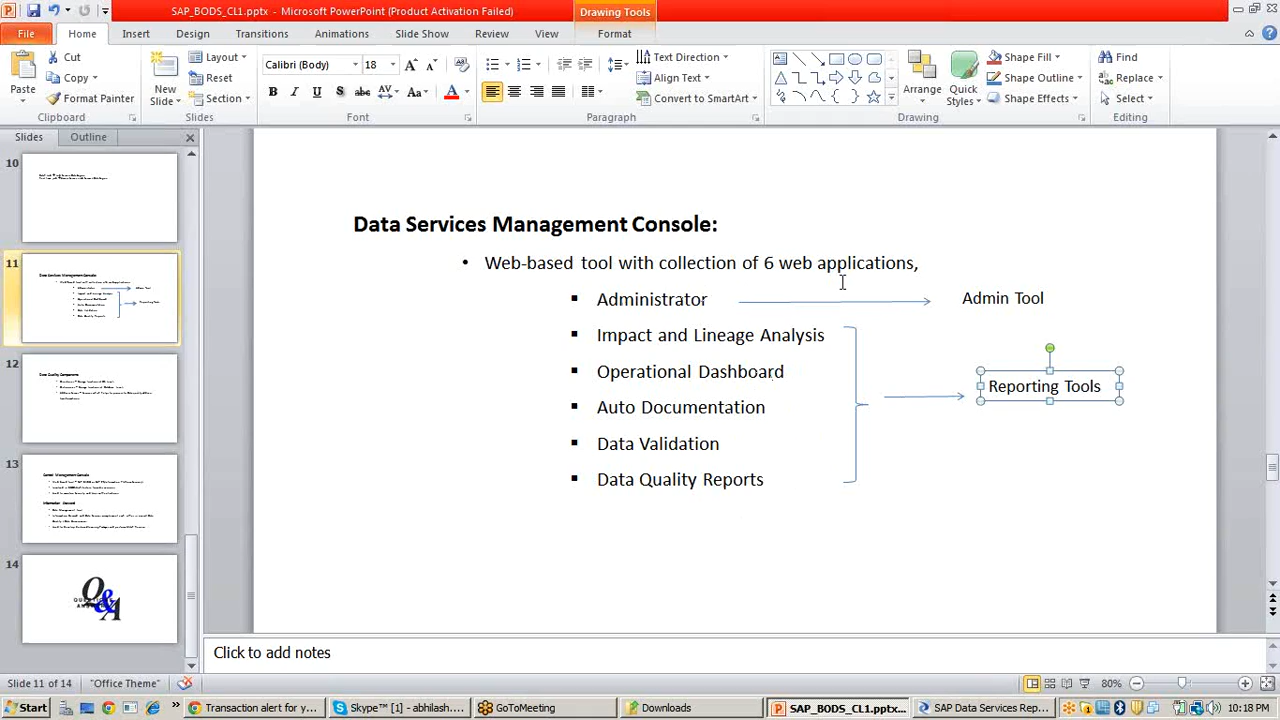 SAP_BODS_CL1.pptx - Microsoft PowerPoint (Product Activation Failed)
Drawing Tools
File
Home
Insert
Design
Transitions
Animations
Slide Show
Review
View
Format
Paste
Cut
Copy
Format Painter
Clipboard
New Slide
Layout
Reset
Section
Slides
Calibri (Body)
18
Font
Text Direction
Align Text
Convert to SmartArt
Paragraph
Arrange
Quick Styles
Shape Fill
Shape Outline
Shape Effects
Drawing
Find
Replace
Select
Editing
Slides
Outline
10
11
12
13
14
Data Services Management Console:
• Web-based tool with collection of 6 web applications,
▪ Administrator
Admin Tool
▪ Impact and Lineage Analysis
▪ Operational Dashboard
Reporting Tools
▪ Auto Documentation
▪ Data Validation
▪ Data Quality Reports
Click to add notes
Slide 11 of 14
"Office Theme"
80%
Start
Transaction alert for y...
Skype™ [1] - abhilash....
GoToMeeting
Downloads
SAP_BODS_CL1.pptx...
SAP Data Services Rep...
10:18 PM